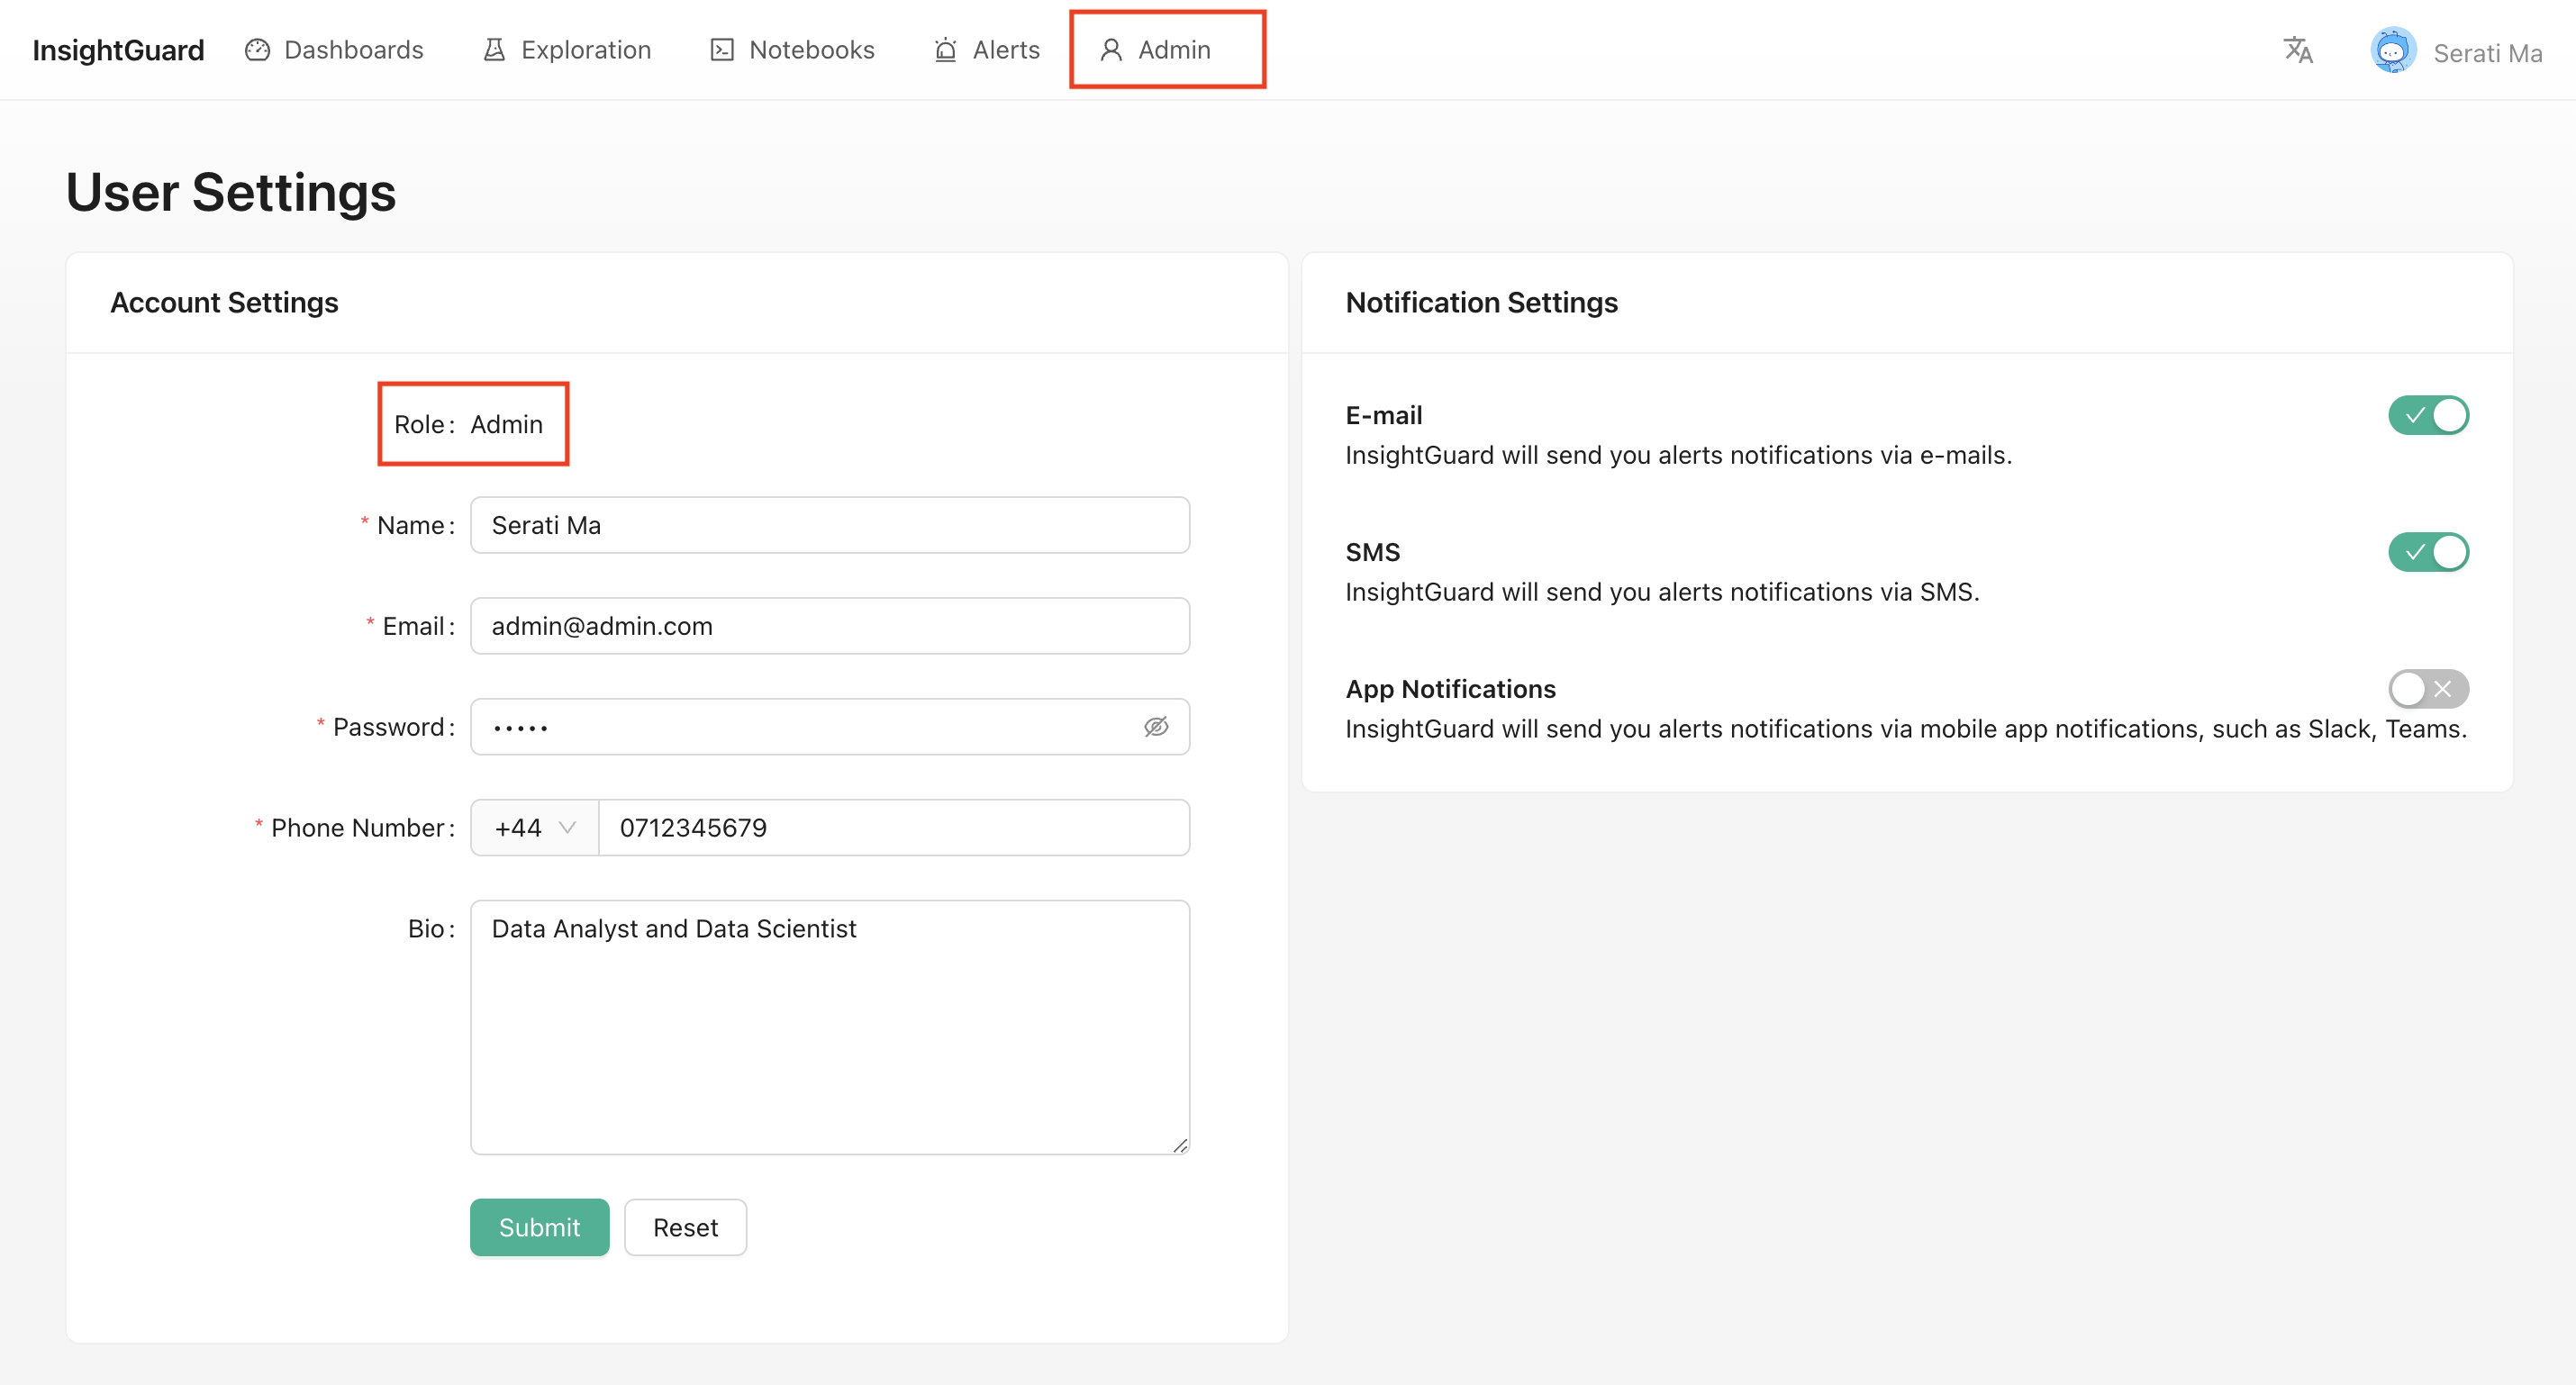 InsightGuard Dashboards Exploration Notebooks Alerts Admin Serati Ma
User Settings
Account Settings
Role: Admin
* Name: Serati Ma
* Email: admin@admin.com
* Password: •••••
* Phone Number: +44 0712345679
Bio: Data Analyst and Data Scientist
Submit Reset
Notification Settings
E-mail
InsightGuard will send you alerts notifications via e-mails.
SMS
InsightGuard will send you alerts notifications via SMS.
App Notifications
InsightGuard will send you alerts notifications via mobile app notifications, such as Slack, Teams.